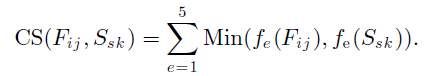 CS(F_{ij}, S_{sk}) = \sum_{e=1}^{5} Min(f_e(F_{ij}), f_e(S_{sk})).